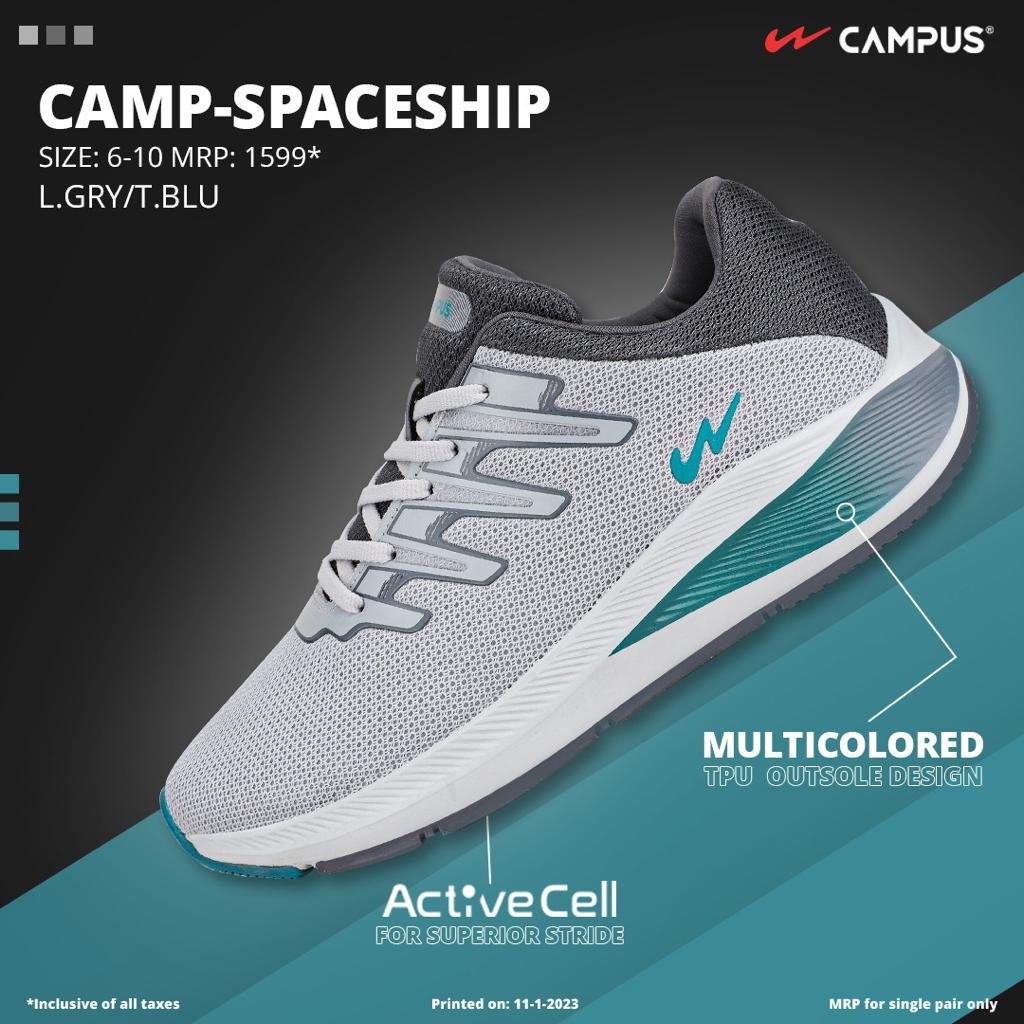 CAMPUS®
CAMP-SPACESHIP
SIZE: 6-10 MRP: 1599*
L.GRY/T.BLU
MULTICOLORED
TPU OUTSOLE DESIGN
ActiveCell
FOR SUPERIOR STRIDE
*Inclusive of all taxes
Printed on: 11-1-2023
MRP for single pair only